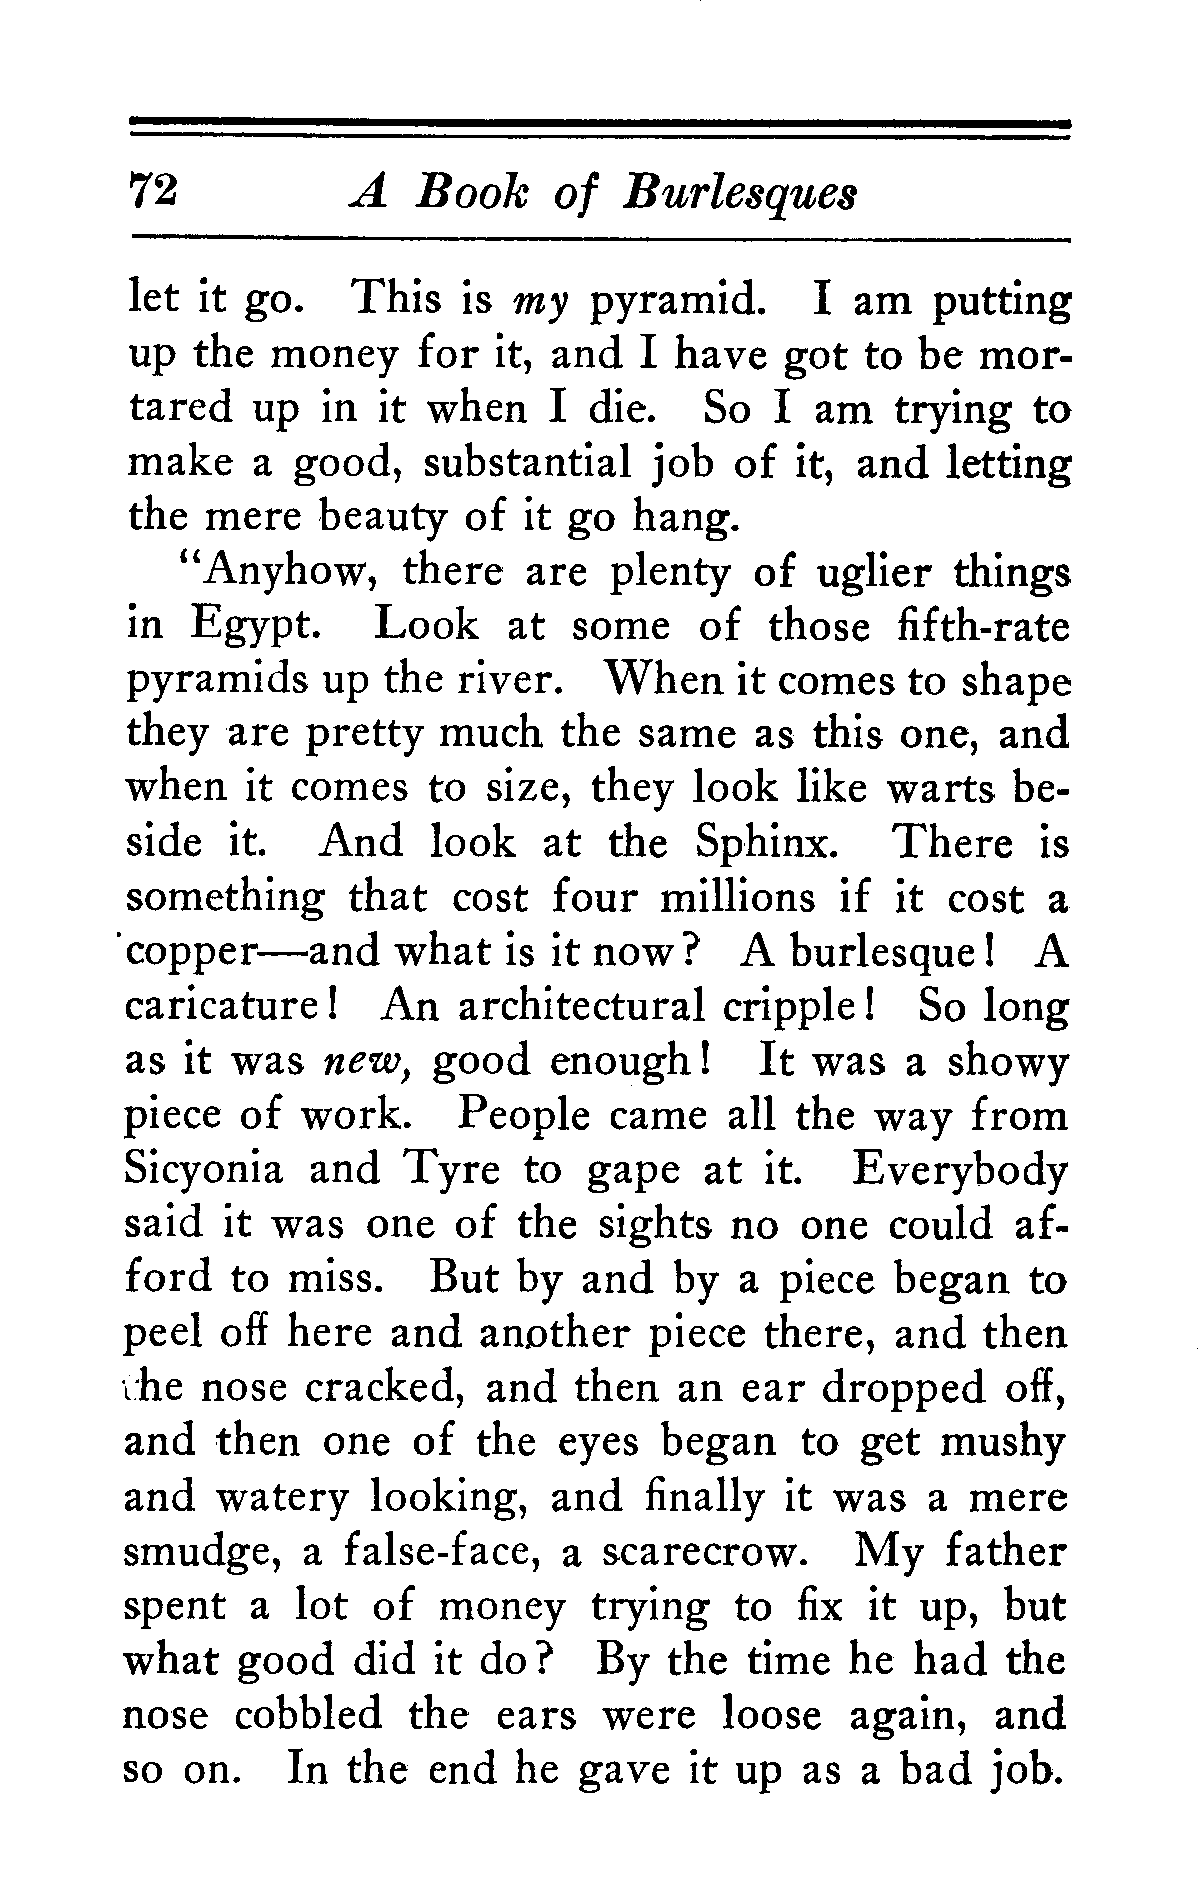 72 A Book of Burlesques
let it go. This is my pyramid. I am putting
up the money for it, and I have got to be mor-
tared up in it when I die. So I am trying to
make a good, substantial job of it, and letting
the mere beauty of it go hang.
"Anyhow, there are plenty of uglier things
in Egypt. Look at some of those fifth-rate
pyramids up the river. When it comes to shape
they are pretty much the same as this one, and
when it comes to size, they look like warts be-
side it. And look at the Sphinx. There is
something that cost four millions if it cost a
copper—and what is it now? A burlesque! A
caricature! An architectural cripple! So long
as it was new, good enough! It was a showy
piece of work. People came all the way from
Sicyonia and Tyre to gape at it. Everybody
said it was one of the sights no one could af-
ford to miss. But by and by a piece began to
peel off here and another piece there, and then
the nose cracked, and then an ear dropped off,
and then one of the eyes began to get mushy
and watery looking, and finally it was a mere
smudge, a false-face, a scarecrow. My father
spent a lot of money trying to fix it up, but
what good did it do? By the time he had the
nose cobbled the ears were loose again, and
so on. In the end he gave it up as a bad job.